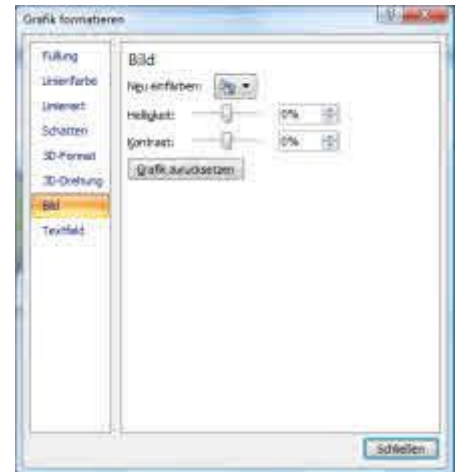 Grafik formatieren
Füllung
Linienfarbe
Linienart
Schatten
3D-Format
3D-Drehung
Bild
Textfeld
Bild
Neu einfärben:
Helligkeit: 0%
Kontrast: 0%
Grafik zurücksetzen
Schließen